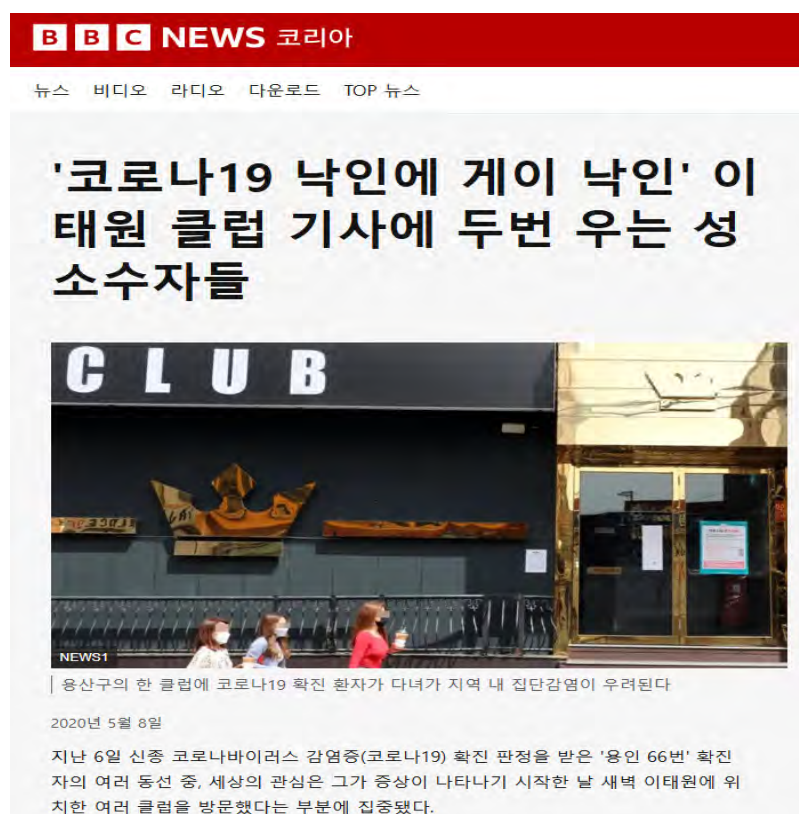 BBC NEWS 코리아
뉴스 비디오 라디오 다운로드 TOP 뉴스
'코로나19 낙인에 게이 낙인' 이
태원 클럽 기사에 두번 우는 성
소수자들
CLUB
NEWS1
용산구의 한 클럽에 코로나19 확진 환자가 다녀가 지역 내 집단감염이 우려된다
2020년 5월 8일
지난 6일 신종 코로나바이러스 감염증(코로나19) 확진 판정을 받은 '용인 66번' 확진
자의 여러 동선 중, 세상의 관심은 그가 증상이 나타나기 시작한 날 새벽 이태원에 위
치한 여러 클럽을 방문했다는 부분에 집중됐다.